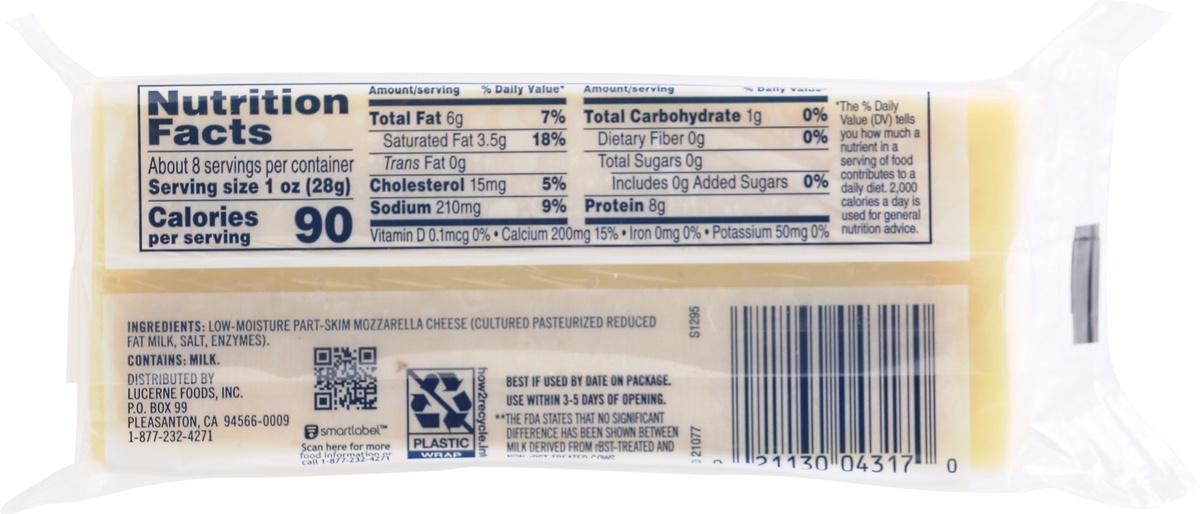 Nutrition
Facts
About 8 servings per container
Serving size 1 oz (28g)
Calories
per serving
90
Amount/serving % Daily Value*
Total Fat 6g 7%
Saturated Fat 3.5g 18%
Trans Fat 0g
Cholesterol 15mg 5%
Sodium 210mg 9%
Amount/serving % Daily Value*
Total Carbohydrate 1g 0%
Dietary Fiber 0g 0%
Total Sugars 0g
Includes 0g Added Sugars 0%
Protein 8g
Vitamin D 0.1mcg 0% • Calcium 200mg 15% • Iron 0mg 0% • Potassium 50mg 0%
*The % Daily
Value (DV) tells
you how much a
nutrient in a
serving of food
contributes to a
daily diet. 2,000
calories a day is
used for general
nutrition advice.
INGREDIENTS: LOW-MOISTURE PART-SKIM MOZZARELLA CHEESE (CULTURED PASTEURIZED REDUCED
FAT MILK, SALT, ENZYMES).
CONTAINS: MILK.
DISTRIBUTED BY
LUCERNE FOODS, INC.
P.O. BOX 99
PLEASANTON, CA 94566-0009
1-877-232-4271
smartlabel™
Scan here for more
food information or
call 1-877-232-4271
PLASTIC
WRAP
how2recycle.inf
BEST IF USED BY DATE ON PACKAGE.
USE WITHIN 3-5 DAYS OF OPENING.
**THE FDA STATES THAT NO SIGNIFICANT
DIFFERENCE HAS BEEN SHOWN BETWEEN
MILK DERIVED FROM rBST-TREATED AND
NON-rBST-TREATED COWS
S1295
21077
21130 04317 0